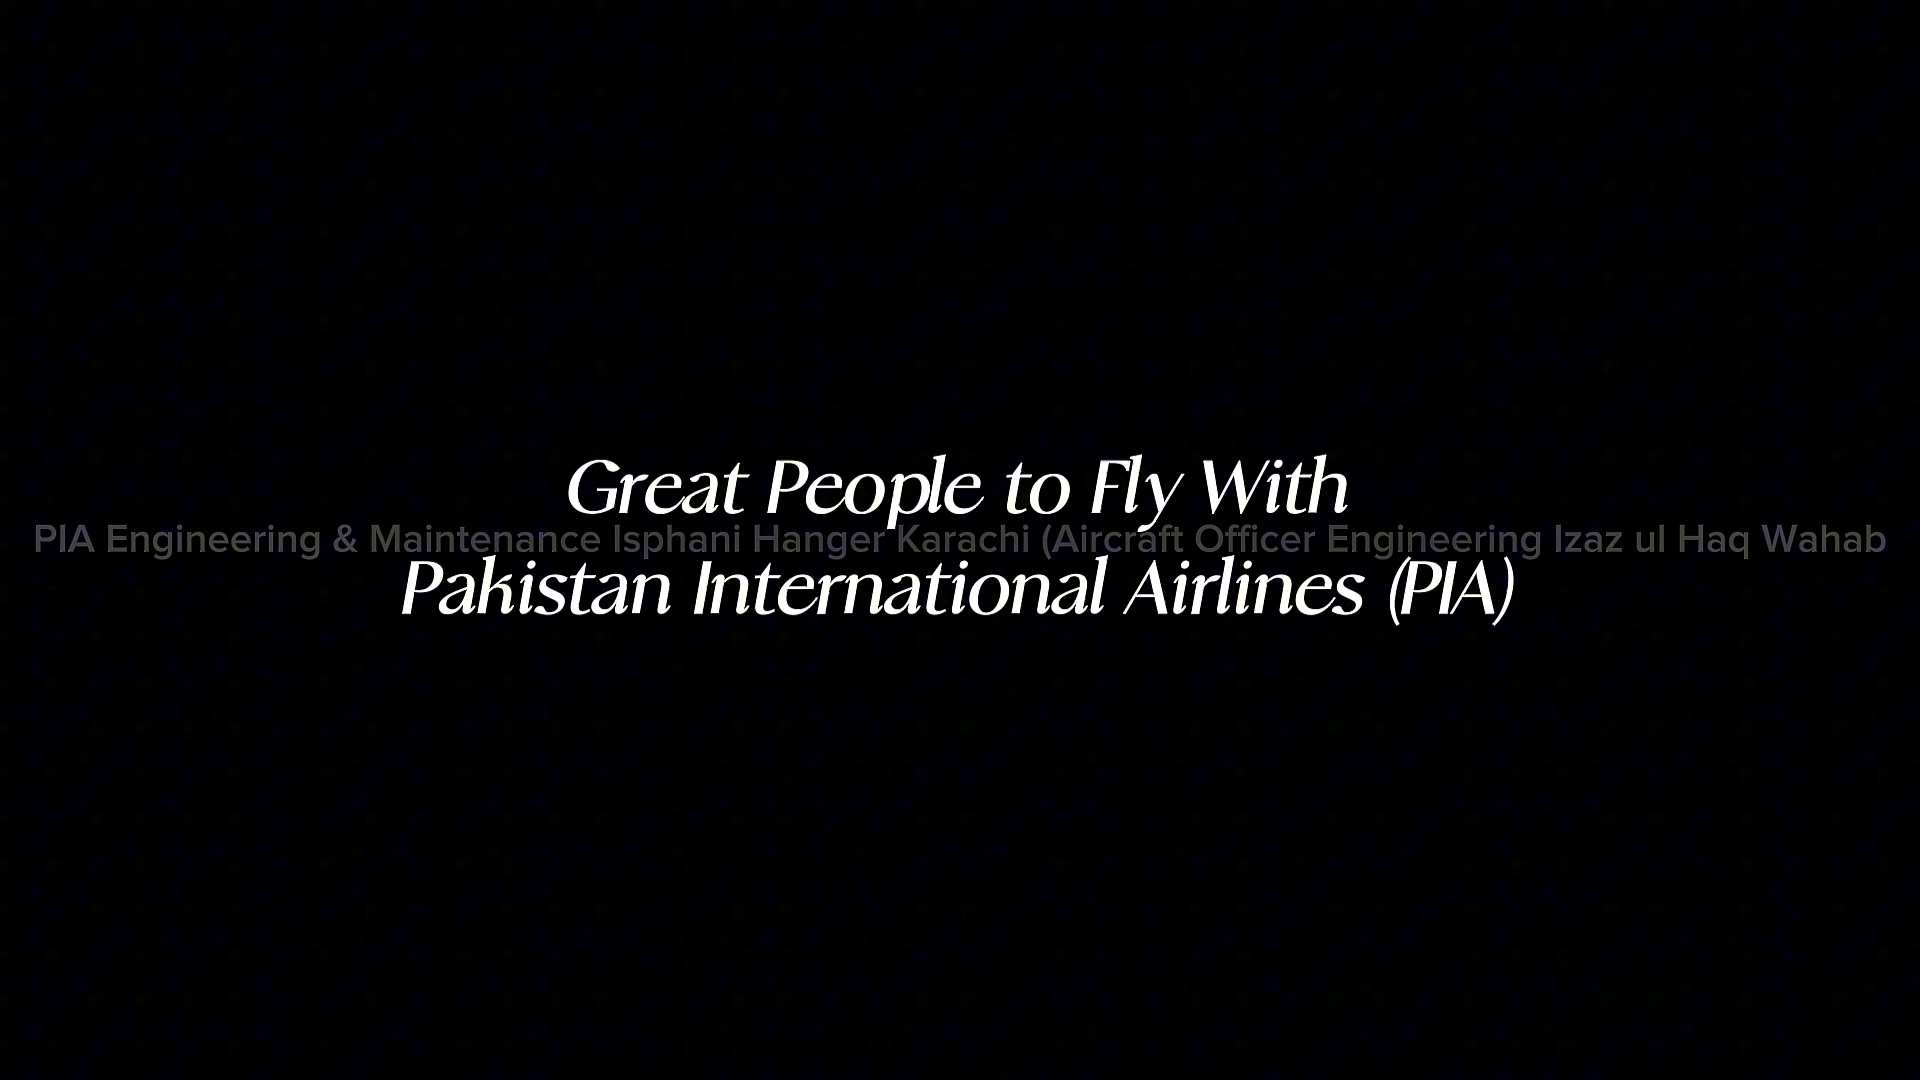 Great People to Fly With
PIA Engineering & Maintenance Isphani Hanger Karachi (Aircraft Officer Engineering Izaz ul Haq Wahab
Pakistan International Airlines (PIA)